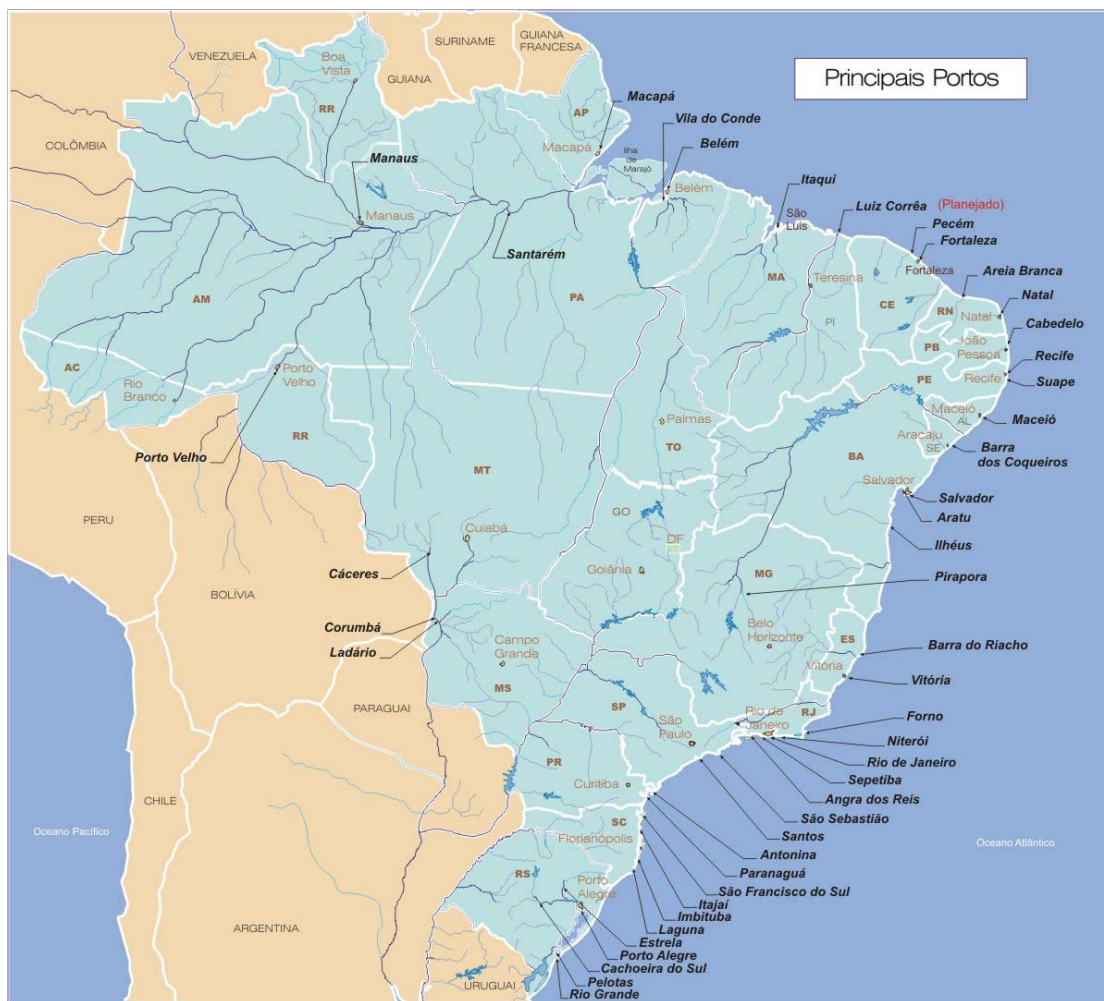 Principais Portos
VENEZUELA
SURINAME
GUIANA
FRANCESA
GUIANA
COLÔMBIA
Boa
Vista
RR
AP
Macapá
Macapá
Vila do Conde
Belém
Ilha
de
Marajó
Belém
Manaus
Manaus
Santarém
Itaqui
São
Luis
Luiz Corrêa
(Planejado)
Pecém
Fortaleza
Fortaleza
Areia Branca
Natal
Natal
Cabedelo
João
Pessoa
Recife
Recife
Suape
AM
PA
MA
Teresina
PI
CE
RN
PB
PE
AC
Rio
Branco
Porto
Velho
Porto Velho
RR
MT
Palmas
TO
BA
Maceió
AL
Maceió
Aracaju
SE
Barra
dos Coqueiros
Salvador
Salvador
Aratu
Ilhéus
PERU
BOLÍVIA
Cuiabá
Cáceres
GO
DF
Goiânia
MG
Pirapora
Corumbá
Ladário
Campo
Grande
MS
Belo
Horizonte
ES
Vitória
Barra do Riacho
Vitória
PARAGUAI
SP
São
Paulo
Rio de
Janeiro
RJ
Forno
Niterói
Rio de Janeiro
Sepetiba
Angra dos Reis
São Sebastião
Santos
Antonina
Paranaguá
São Francisco do Sul
Itajaí
Imbituba
Laguna
Estrela
Porto Alegre
Cachoeira do Sul
Pelotas
Rio Grande
PR
Curitiba
SC
Florianópolis
RS
Porto
Alegre
CHILE
ARGENTINA
URUGUAI
Oceano Pacífico
Oceano Atlântico